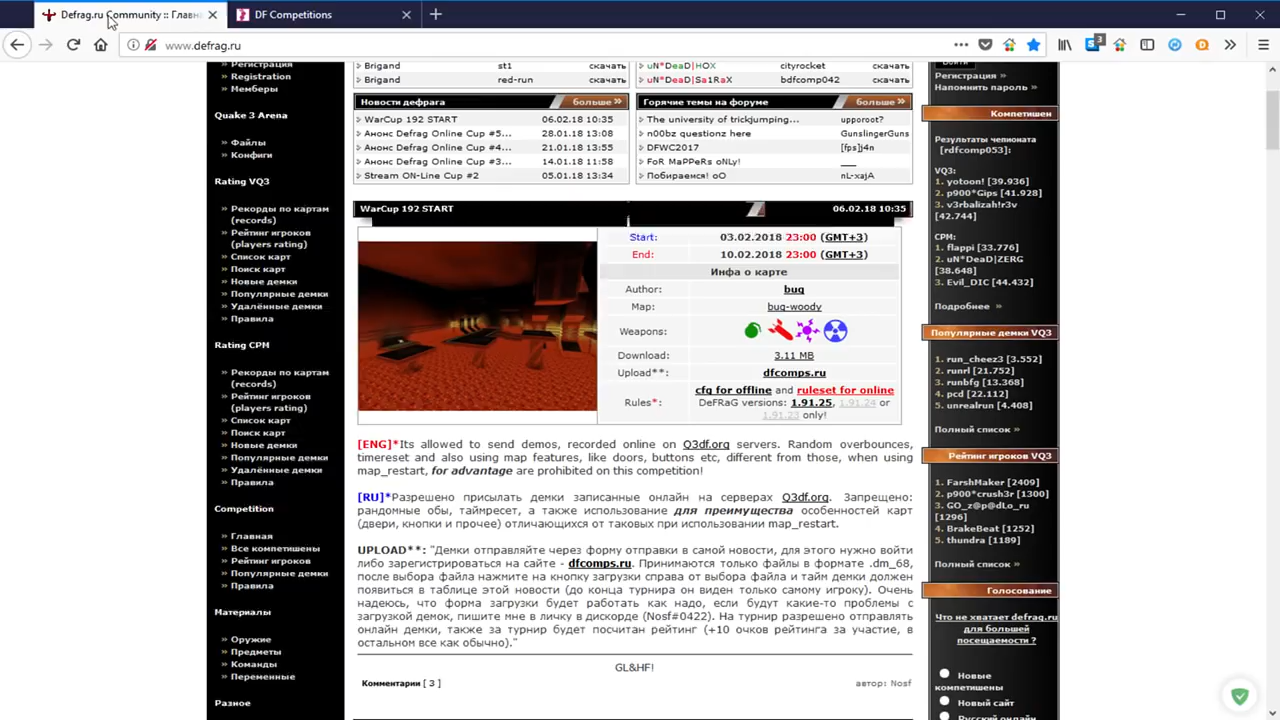 Defrag.ru Community :: Главна
DF Competitions
www.defrag.ru
3
Регистрация
Registration
Мемберы
Quake 3 Arena
Файлы
Конфиги
Rating VQ3
Рекорды по картам
(records)
Рейтинг игроков
(players rating)
Список карт
Поиск карт
Новые демки
Популярные демки
Удалённые демки
Правила
Rating CPM
Рекорды по картам
(records)
Рейтинг игроков
(players rating)
Список карт
Поиск карт
Новые демки
Популярные демки
Удалённые демки
Правила
Competition
Главная
Все компетишены
Рейтинг игроков
Популярные демки
Правила
Материалы
Оружие
Предметы
Команды
Переменные
Разное
Brigand st1 скачать
Brigand red-run скачать
Новости дефрага больше »
WarCup 192 START 06.02.18 10:35
Анонс Defrag Online Cup #5... 28.01.18 13:08
Анонс Defrag Online Cup #4... 21.01.18 13:55
Анонс Defrag Online Cup #3... 14.01.18 11:58
Stream ON-Line Cup #2 05.01.18 13:34
uN*DeaD|HOX cityrocket скачать
uN*DeaD|Sa1RaX bdfcomp042 скачать
Горячие темы на форуме больше »
The university of trickjumping... upporoot?
n00bz questionz here GunslingerGuns
DFWC2017 [fps]j4n
FoR MaPPeRs oNLy! ___
Побираемся! oO nL-xajA
WarCup 192 START 06.02.18 10:35
Start: 03.02.2018 23:00 (GMT+3)
End: 10.02.2018 23:00 (GMT+3)
Инфа о карте
Author: bug
Map: bug-woody
Weapons:
Download: 3.11 MB
Upload**: dfcomps.ru
Rules*: cfg for offline and ruleset for online
DeFRaG versions: 1.91.25, 1.91.24 or
1.91.23 only!
[ENG]*Its allowed to send demos, recorded online on Q3df.org servers. Random overbounces,
timereset and also using map features, like doors, buttons etc, different from those, when using
map_restart, for advantage are prohibited on this competition!
[RU]*Разрешено присылать демки записанные онлайн на серверах Q3df.org. Запрещено:
рандомные обы, таймресет, а также использование для преимущества особенностей карт
(двери, кнопки и прочее) отличающихся от таковых при использовании map_restart.
UPLOAD**: "Демки отправляйте через форму отправки в самой новости, для этого нужно войти
либо зарегистрироваться на сайте - dfcomps.ru. Принимаются только файлы в формате .dm_68,
после выбора файла нажмите на кнопку загрузки справа от выбора файла и тайм демки должен
появиться в таблице этой новости (до конца турнира он виден только самому игроку). Очень
надеюсь, что форма загрузки будет работать как надо, если будут какие-то проблемы с
загрузкой демок, пишите мне в личку в дискорде (Nosf#0422). На турнир разрешено отправлять
онлайн демки, также за турнир будет посчитан рейтинг (+10 очков рейтинга за участие, в
остальном все как обычно)."
GL&HF!
Комментарии [ 3 ] автор: Nosf
Войти
Регистрация »
Напомнить пароль »
Компетишен
Результаты чемпионата
[rdfcomp053]:
VQ3:
1. yotoon! [39.936]
2. p900*Gips [41.928]
3. v3rbalizah!r3v
[42.744]
CPM:
1. flappi [33.776]
2. uN*DeaD|ZERG
[38.648]
3. Evil_DIC [44.432]
Подробнее »
Популярные демки VQ3
1. run_cheez3 [3.552]
2. runrl [21.752]
3. runbfg [13.368]
4. pcd [22.112]
5. unrealrun [4.408]
Полный список »
Рейтинг игроков VQ3
1. FarshMaker [2409]
2. p900*crush3r [1300]
3. GO_z@p@dLo_ru
[1296]
4. BrakeBeat [1252]
5. thundra [1189]
Полный список »
Голосование
Что не хватает defrag.ru
для большей
посещаемости ?
Новые
компетишены
Новый сайт
Русский онлайн